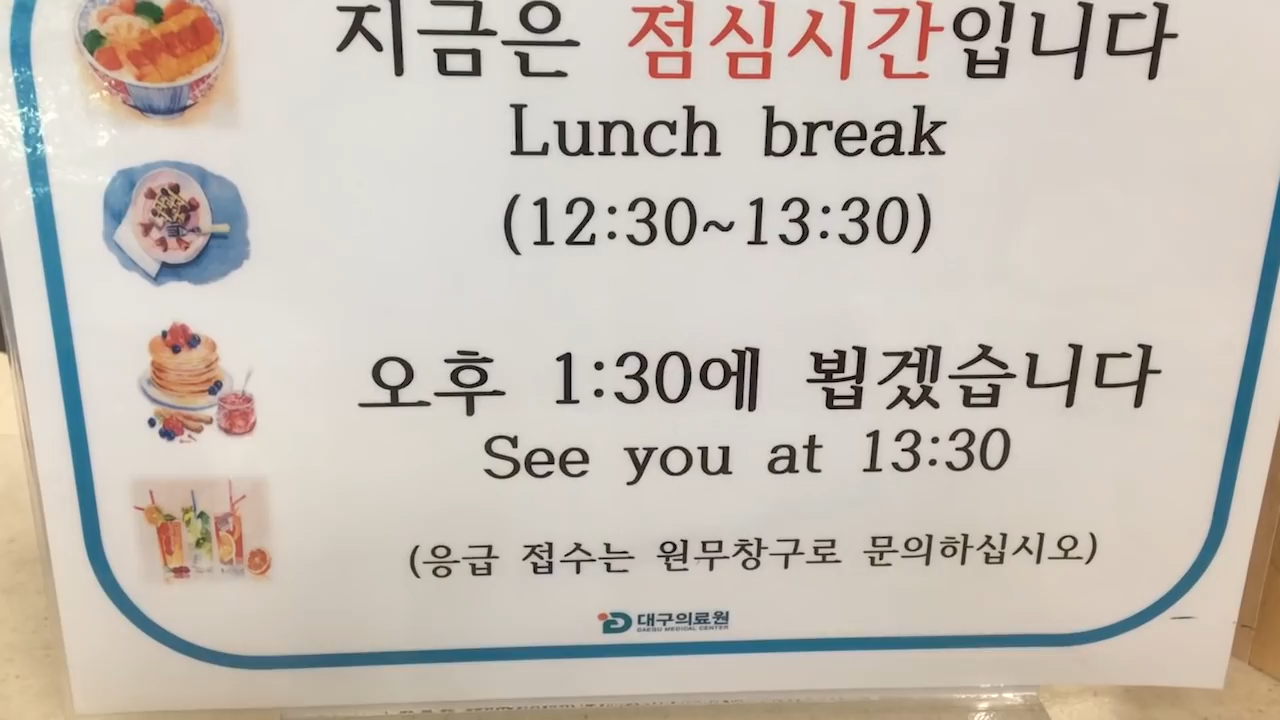 지금은 점심시간입니다
Lunch break
(12:30~13:30)
오후 1:30에 뵙겠습니다
See you at 13:30
(응급 접수는 원무창구로 문의하십시오)
대구의료원
DAEGU MEDICAL CENTER